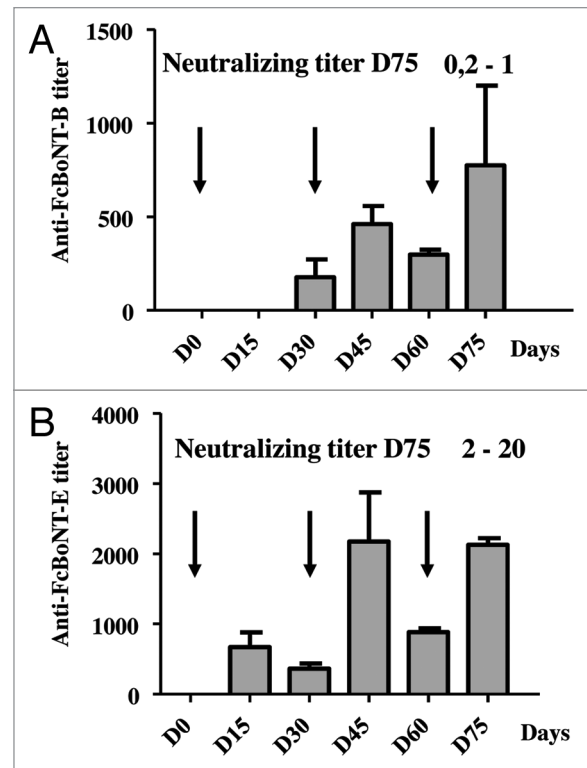 A
1500
1000
500
0
Anti-FcBoNT-B titer
Neutralizing titer D75 0,2 - 1
D0 D15 D30 D45 D60 D75 Days
B
4000
3000
2000
1000
0
Anti-FcBoNT-E titer
Neutralizing titer D75 2 - 20
D0 D15 D30 D45 D60 D75 Days